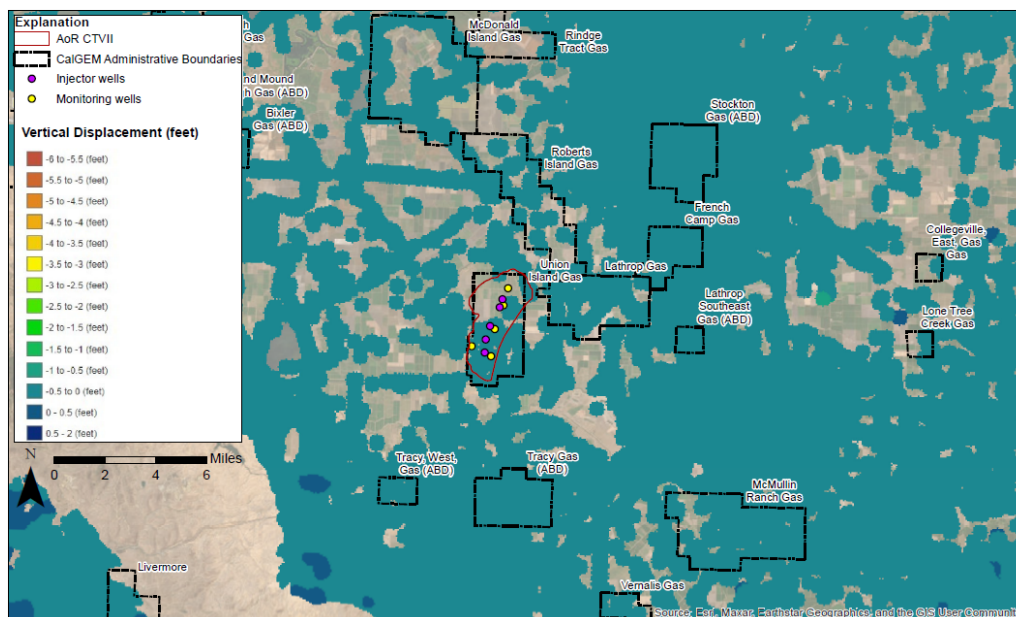 Explanation
AoR CTVII
CalGEM Administrative Boundaries
Injector wells
Monitoring wells
Vertical Displacement (feet)
-6 to -5.5 (feet)
-5.5 to -5 (feet)
-5 to -4.5 (feet)
-4.5 to -4 (feet)
-4 to -3.5 (feet)
-3.5 to -3 (feet)
-3 to -2.5 (feet)
-2.5 to -2 (feet)
-2 to -1.5 (feet)
-1.5 to -1 (feet)
-1 to -0.5 (feet)
-0.5 to 0 (feet)
0 - 0.5 (feet)
0.5 - 2 (feet)
N
Miles
0 2 4 6
h
Gas
nd Mound
h Gas (ABD)
Bixler
Gas (ABD)
McDonald
Island Gas
Rindge
Tract Gas
Stockton
Gas (ABD)
Roberts
Island Gas
French
Camp Gas
Collegeville,
East, Gas
Gas
Union
Island Gas
Lathrop Gas
Lathrop
Southeast
Gas (ABD)
Lone Tree
Creek Gas
Tracy, West,
Gas (ABD)
Tracy Gas
(ABD)
McMullin
Ranch Gas
Livermore
Vernalis Gas
Source: Esri, Maxar, Earthstar Geographics, and the GIS User Communit